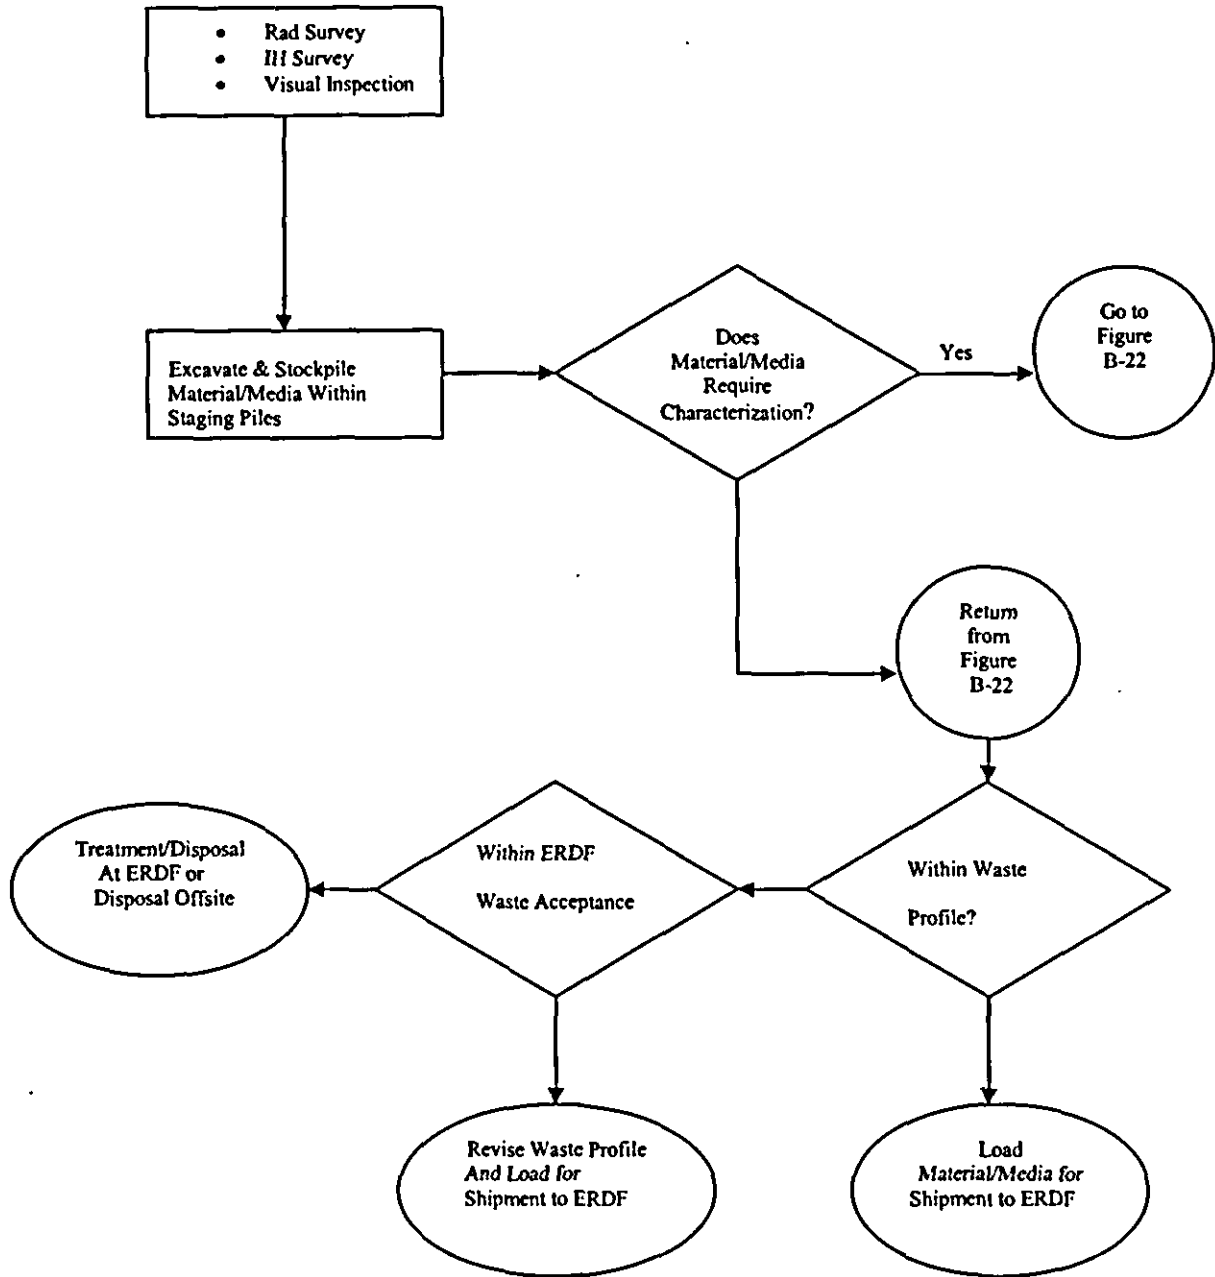 • Rad Survey
• IH Survey
• Visual Inspection
Excavate & Stockpile
Material/Media Within
Staging Piles
Does
Material/Media
Require
Characterization?
Yes
Go to
Figure
B-22
Return
from
Figure
B-22
Within Waste
Profile?
Within ERDF
Waste Acceptance
Treatment/Disposal
At ERDF or
Disposal Offsite
Revise Waste Profile
And Load for
Shipment to ERDF
Load
Material/Media for
Shipment to ERDF